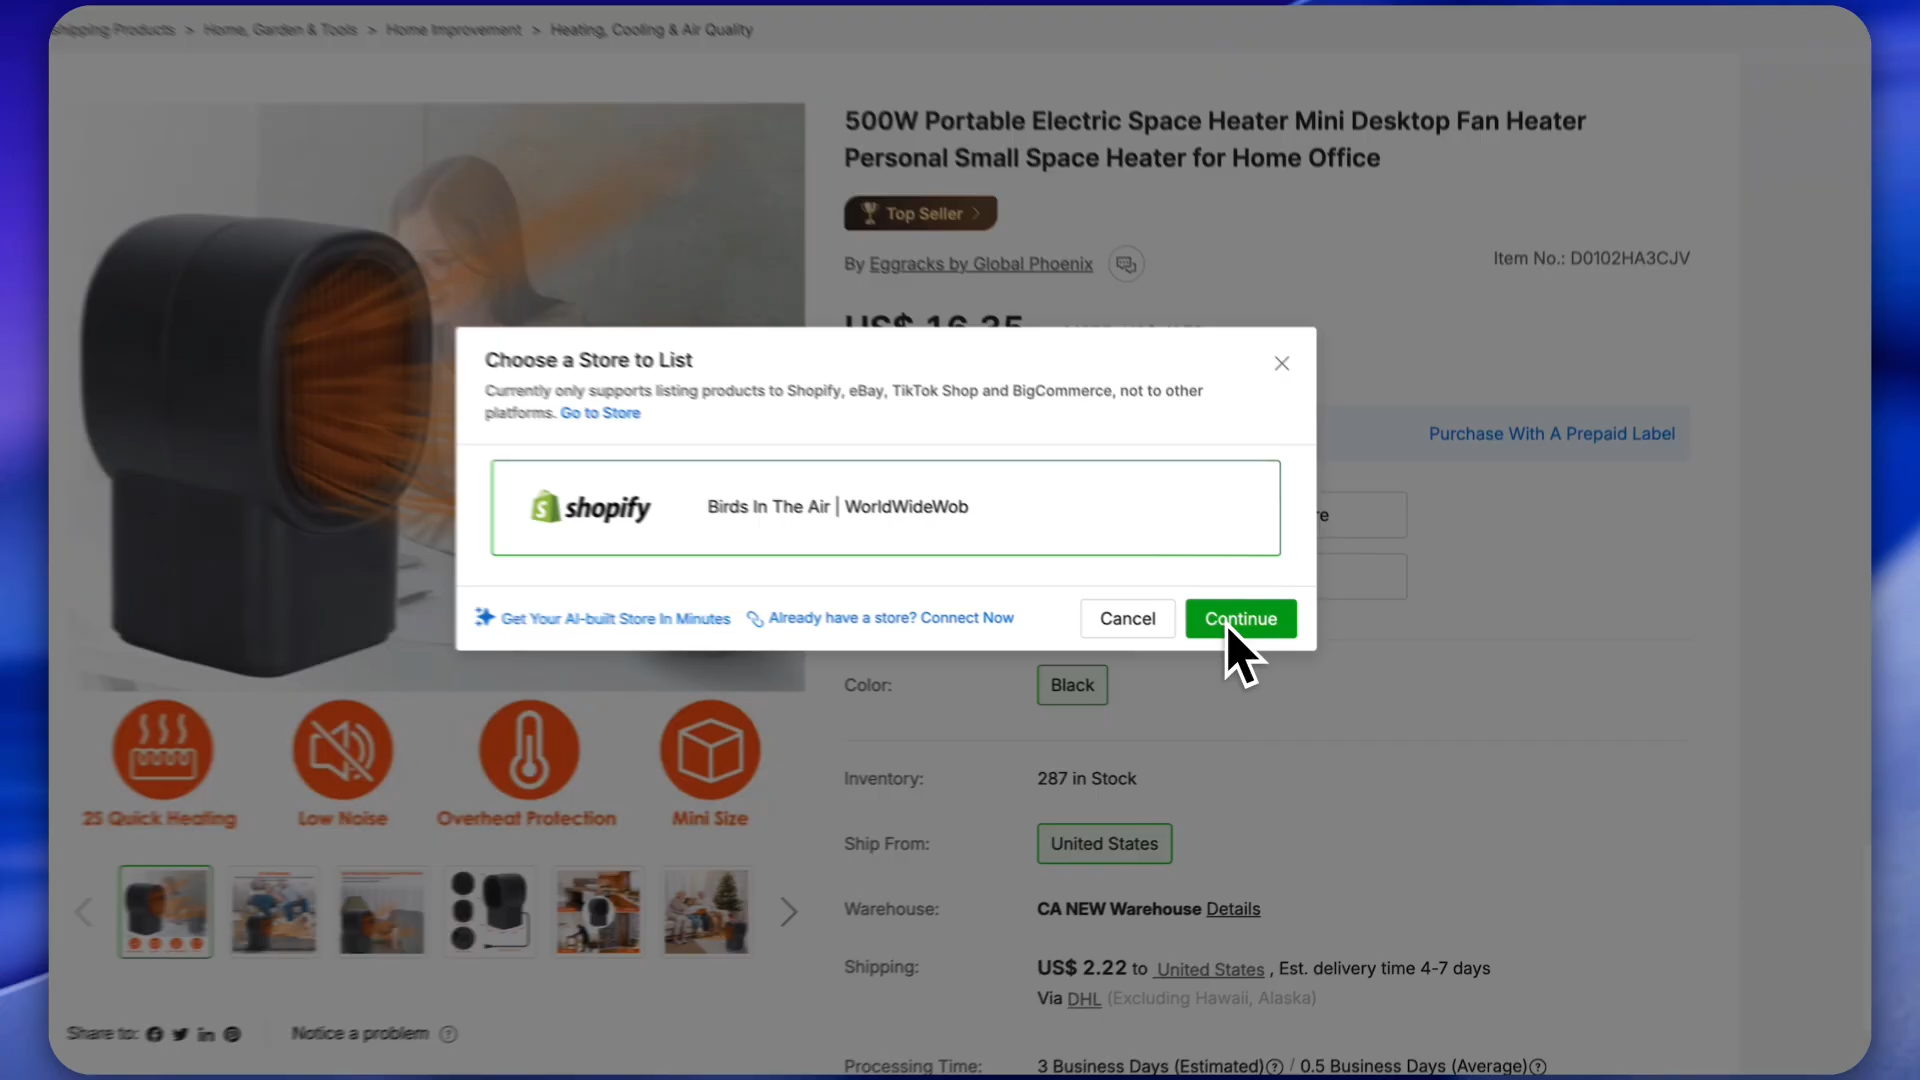 Shipping Products > Home, Garden & Tools > Home Improvement > Heating, Cooling & Air Quality
500W Portable Electric Space Heater Mini Desktop Fan Heater
Personal Small Space Heater for Home Office
Top Seller >
By Eggracks by Global Phoenix
Item No.: D0102HA3CJV
US$ 16.35
Choose a Store to List
Currently only supports listing products to Shopify, eBay, TikTok Shop and BigCommerce, not to other
platforms. Go to Store
Purchase With A Prepaid Label
shopify
Birds In The Air | WorldWideWob
re
Get Your AI-built Store In Minutes
Already have a store? Connect Now
Cancel
Continue
Color:
Black
Inventory:
287 in Stock
2S Quick Heating
Low Noise
Overheat Protection
Mini Size
Ship From:
United States
Warehouse:
CA NEW Warehouse Details
Shipping:
US$ 2.22 to United States , Est. delivery time 4-7 days
Via DHL (Excluding Hawaii, Alaska)
Share to:
Notice a problem
Processing Time:
3 Business Days (Estimated) / 0.5 Business Days (Average)